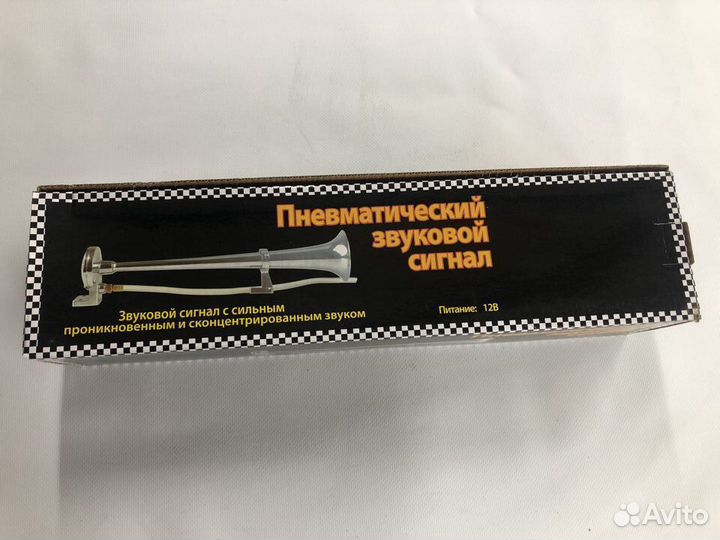 Пневматический
звуковой
сигнал
Звуковой сигнал с сильным
проникновенным и сконцентрированным звуком
Питание: 12В
Avito